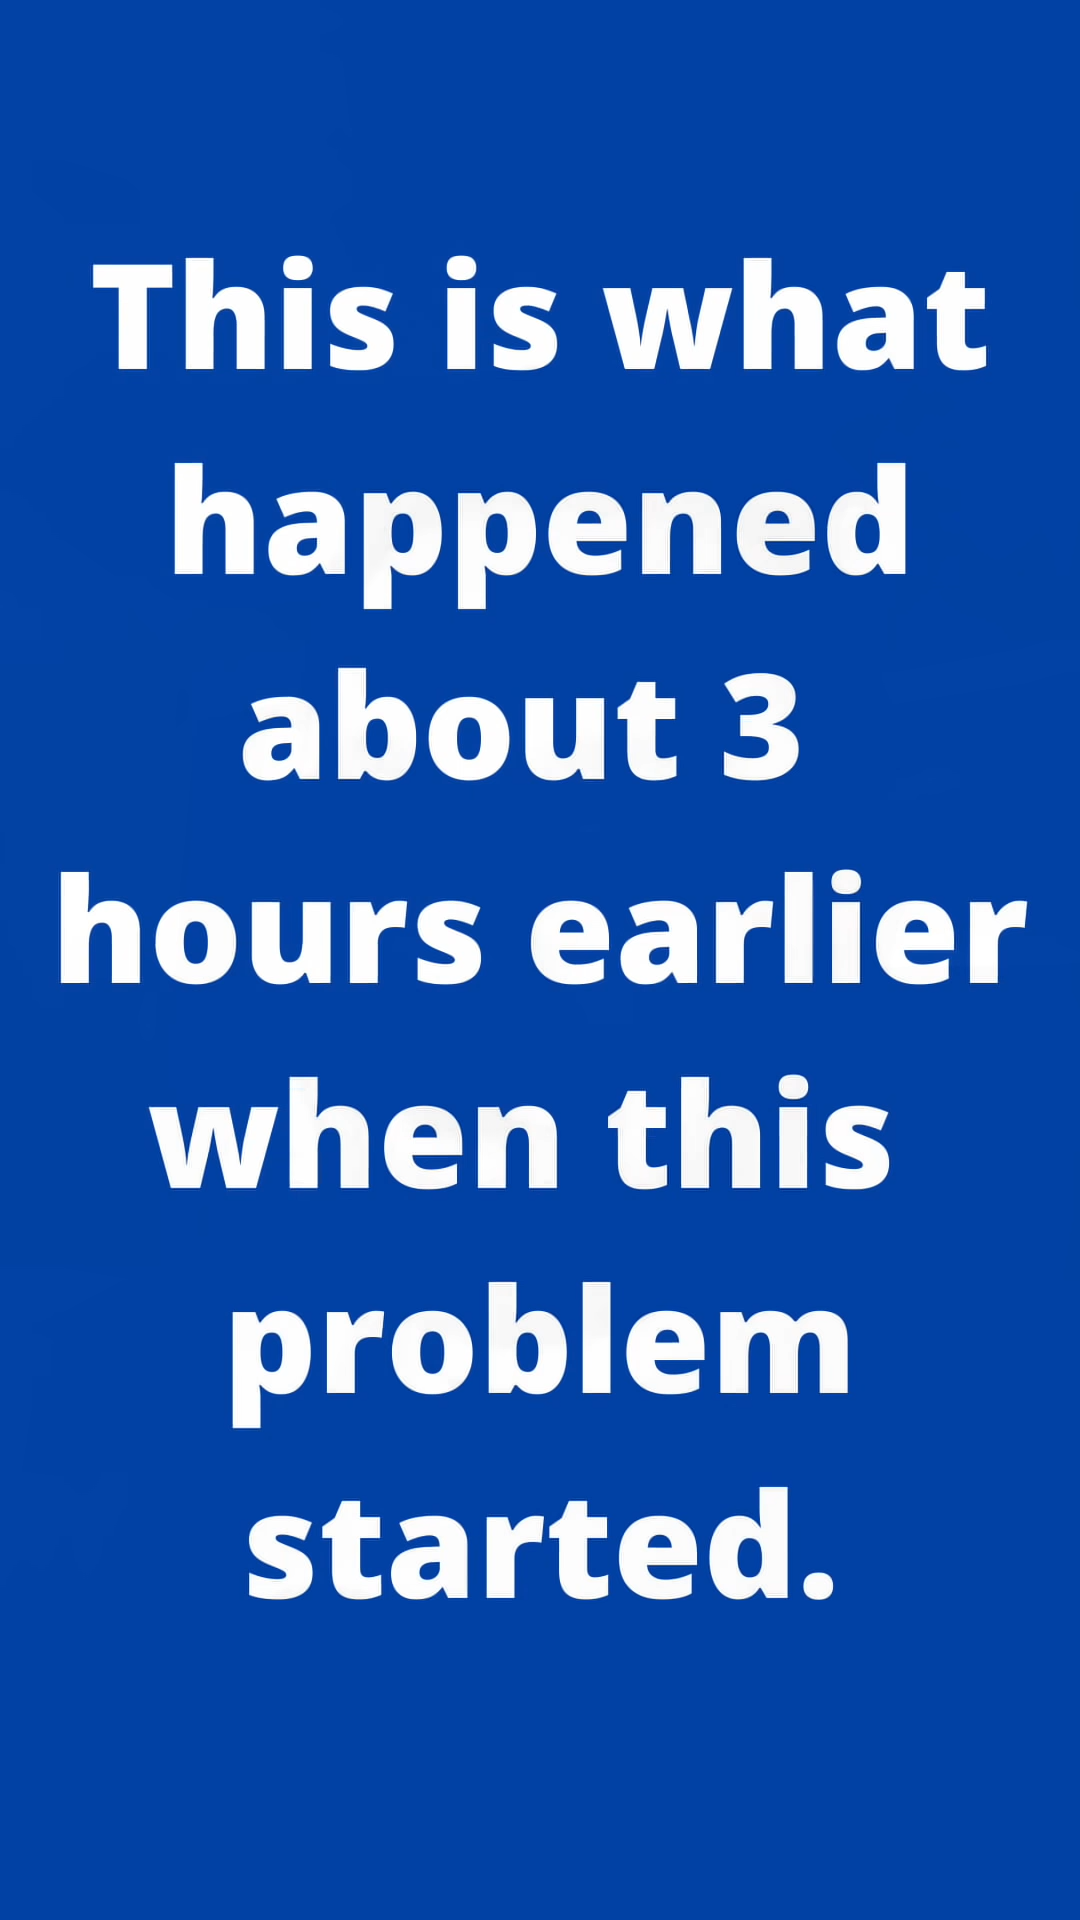 This is what
happened
about 3
hours earlier
when this
problem
started.